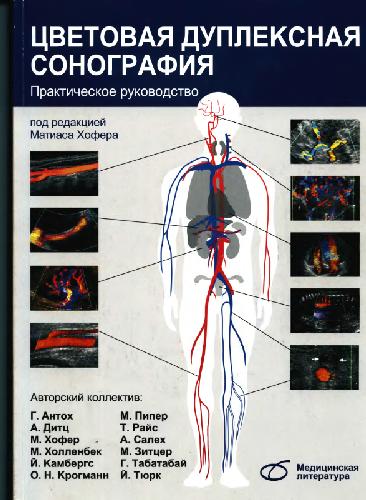 ЦВЕТОВАЯ ДУПЛЕКСНАЯ
СОНОГРАФИЯ
Практическое руководство
под редакцией
Матиаса Хофера
Авторский коллектив:
Г. Антох
А. Дитц
М. Хофер
М. Холленбек
Й. Камбергс
О. Н. Крогманн
М. Пипер
Т. Райс
А. Салех
М. Зитцер
Г. Табатабай
Й. Тюрк
Медицинская
литература